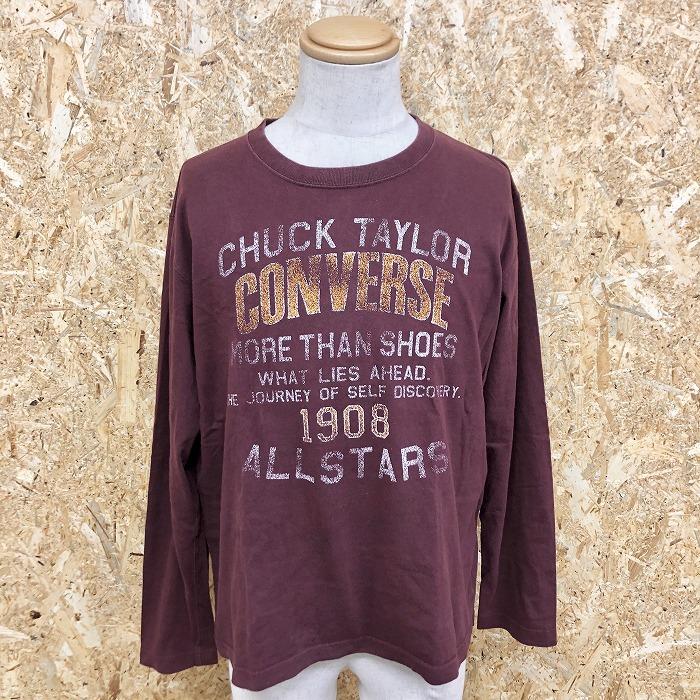 CHUCK TAYLOR
CONVERSE
MORE THAN SHOES
WHAT LIES AHEAD.
HE JOURNEY OF SELF DISCOVERY.
1908
ALLSTARS